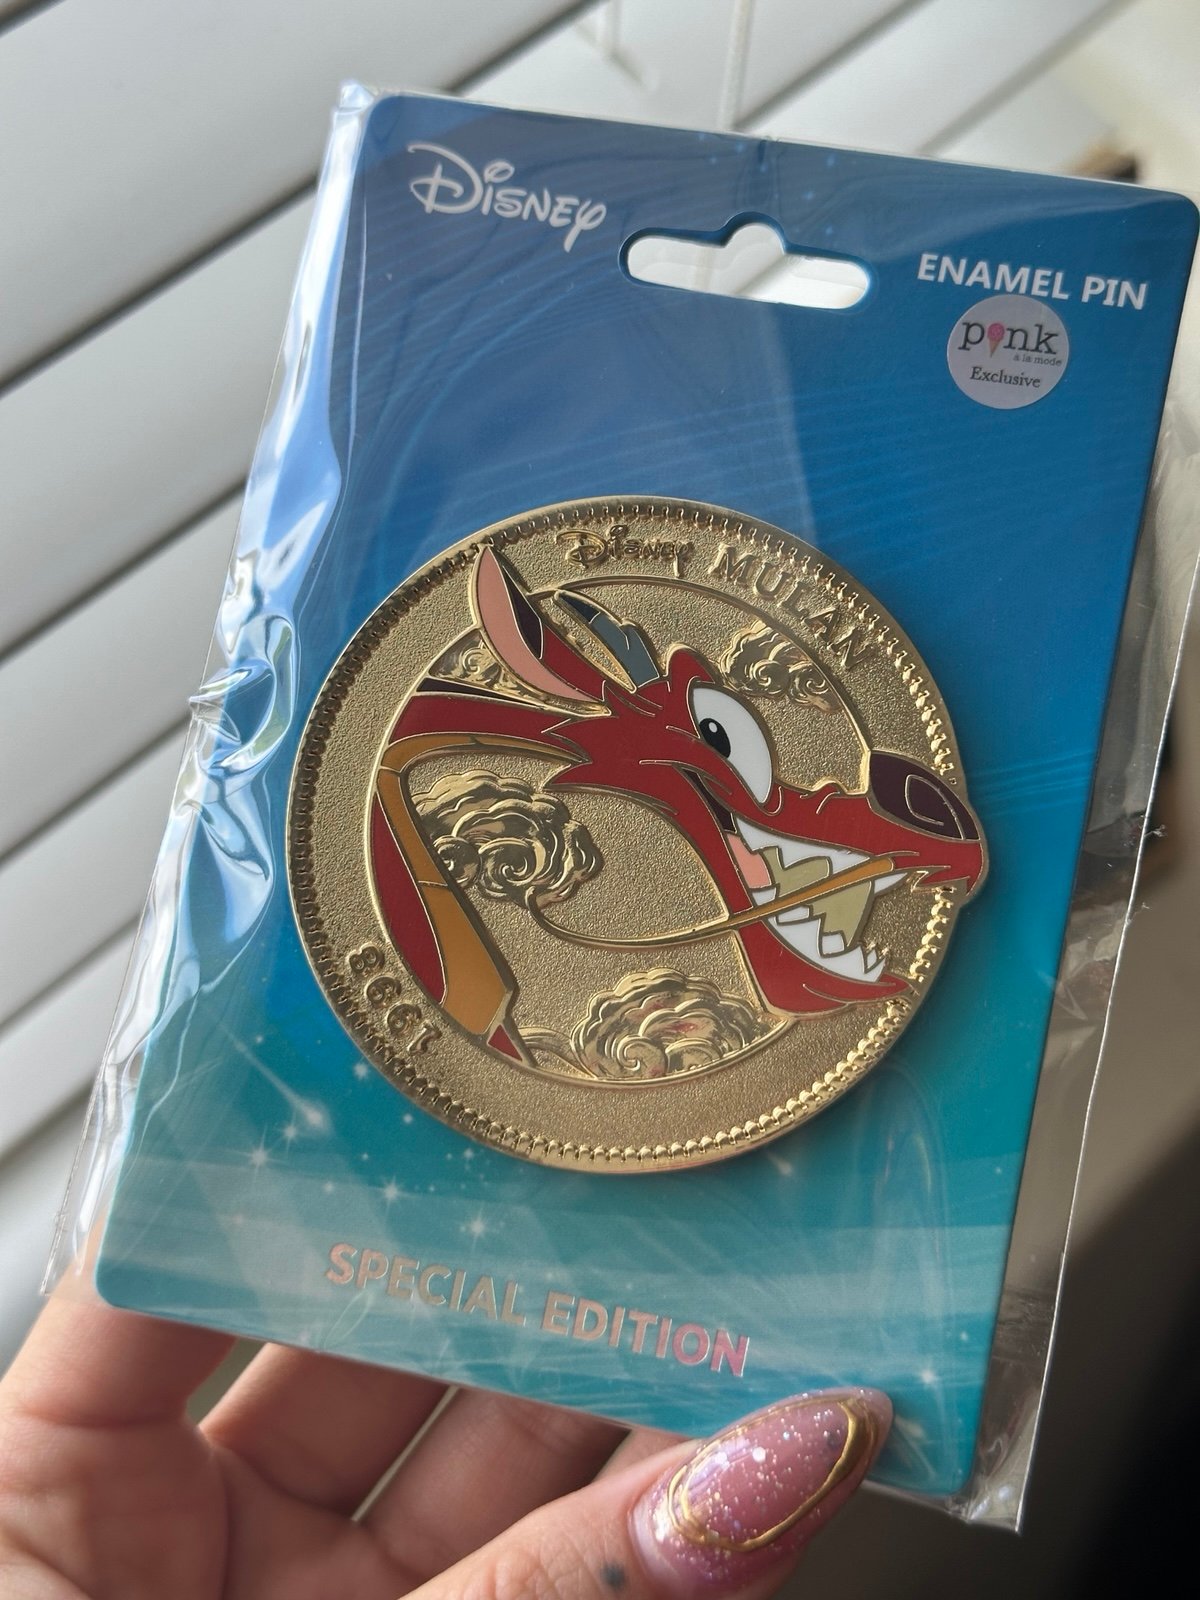 Disney
ENAMEL PIN
pink
à la mode
Exclusive
Disney MULAN
1998
SPECIAL EDITION